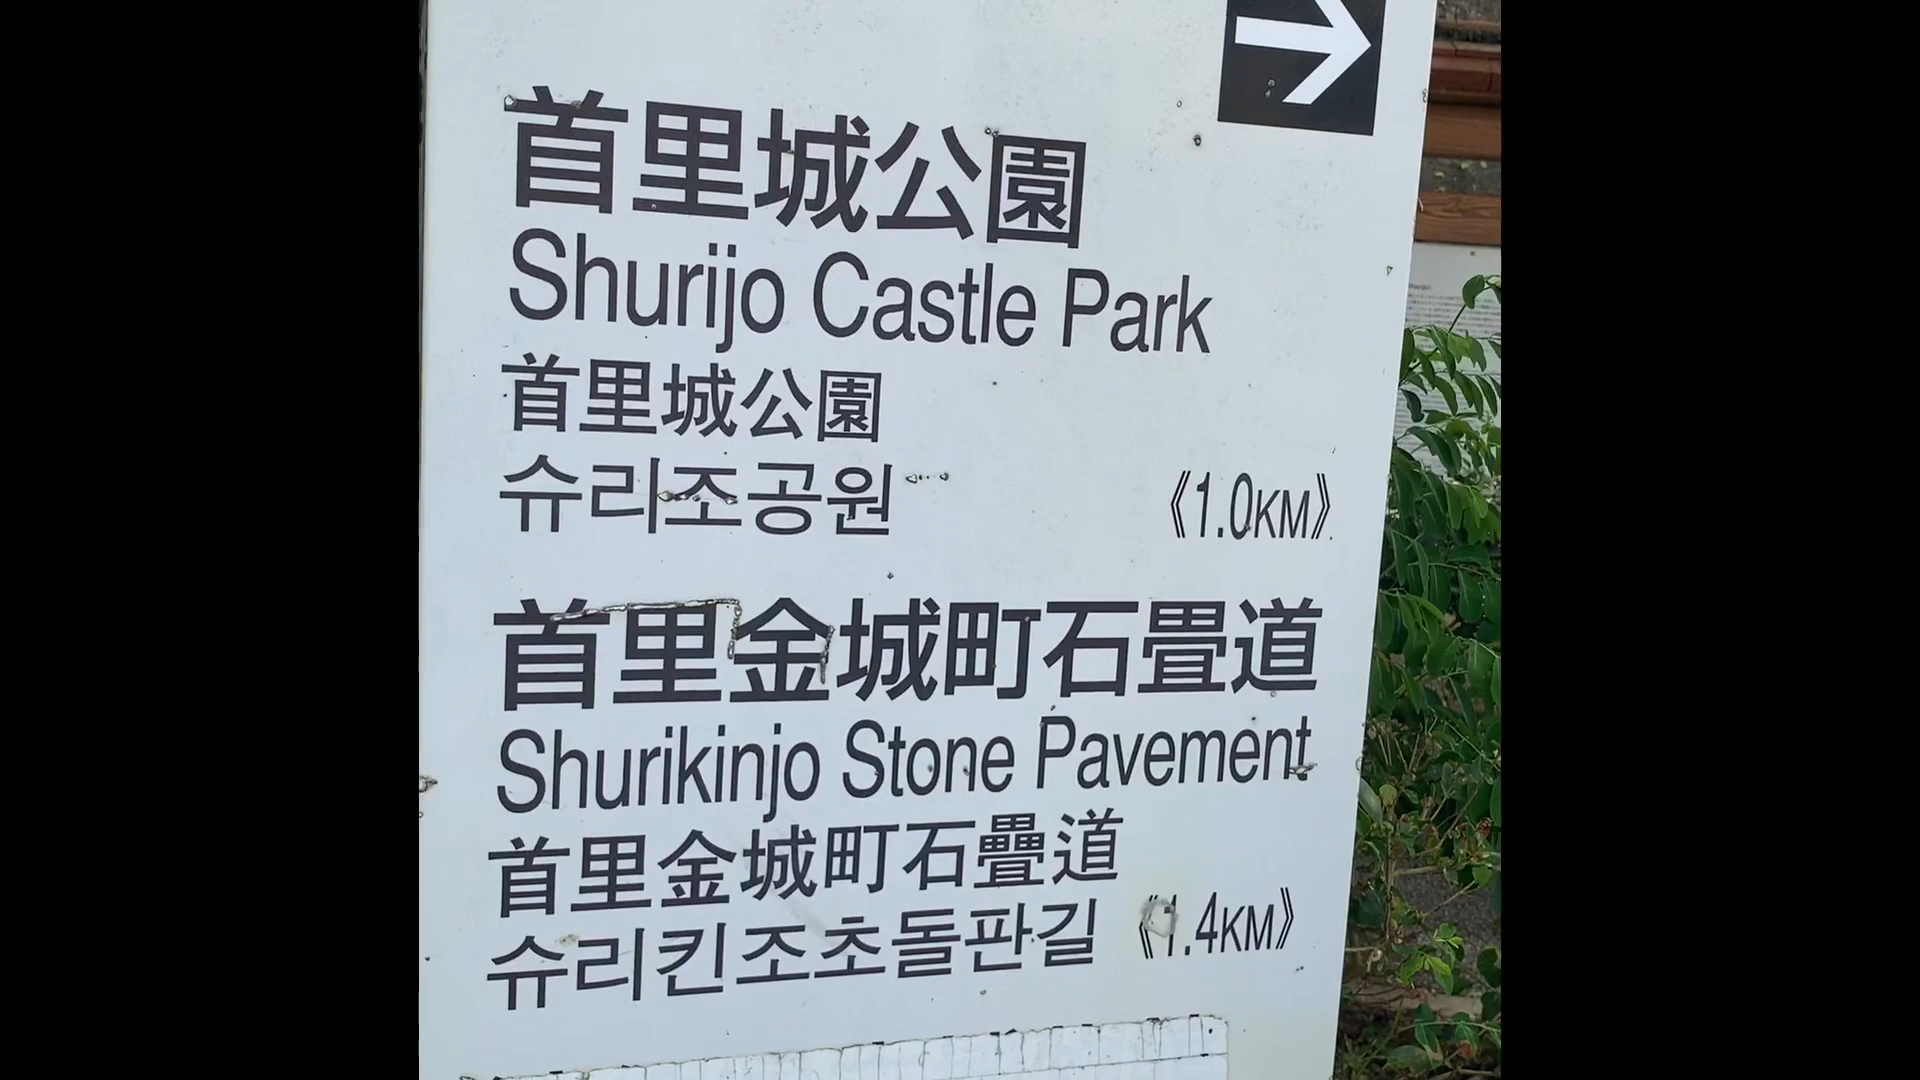 首里城公園
Shurijo Castle Park
首里城公園
슈리조공원 《1.0KM》
首里金城町石畳道
Shurikinjo Stone Pavement
首里金城町石疊道
슈리킨조초돌판길 《1.4KM》